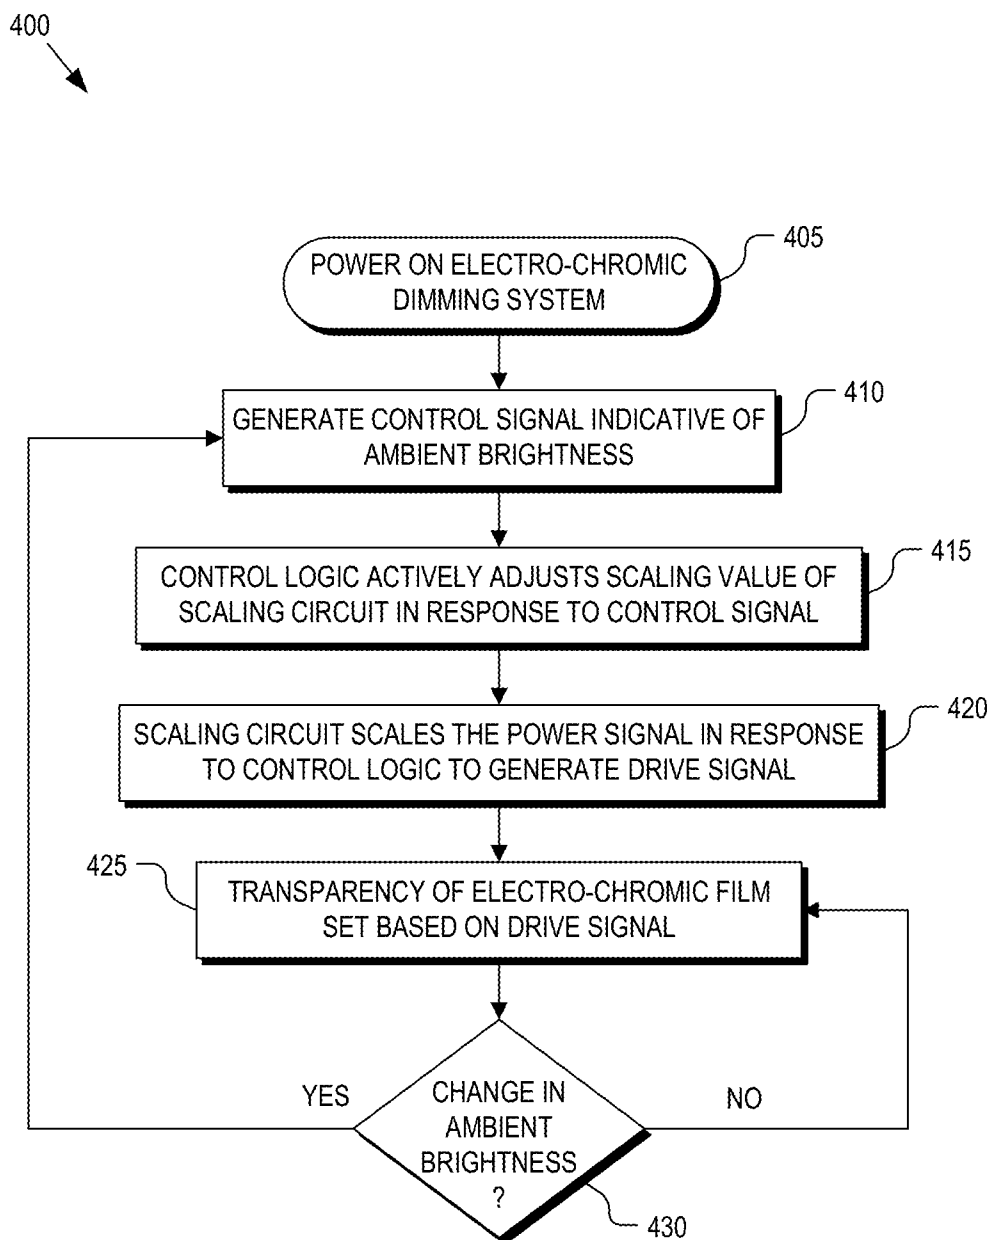 400
405
POWER ON ELECTRO-CHROMIC
DIMMING SYSTEM
410
GENERATE CONTROL SIGNAL INDICATIVE OF
AMBIENT BRIGHTNESS
415
CONTROL LOGIC ACTIVELY ADJUSTS SCALING VALUE OF
SCALING CIRCUIT IN RESPONSE TO CONTROL SIGNAL
420
SCALING CIRCUIT SCALES THE POWER SIGNAL IN RESPONSE
TO CONTROL LOGIC TO GENERATE DRIVE SIGNAL
425
TRANSPARENCY OF ELECTRO-CHROMIC FILM
SET BASED ON DRIVE SIGNAL
YES
CHANGE IN
AMBIENT
BRIGHTNESS
?
NO
430